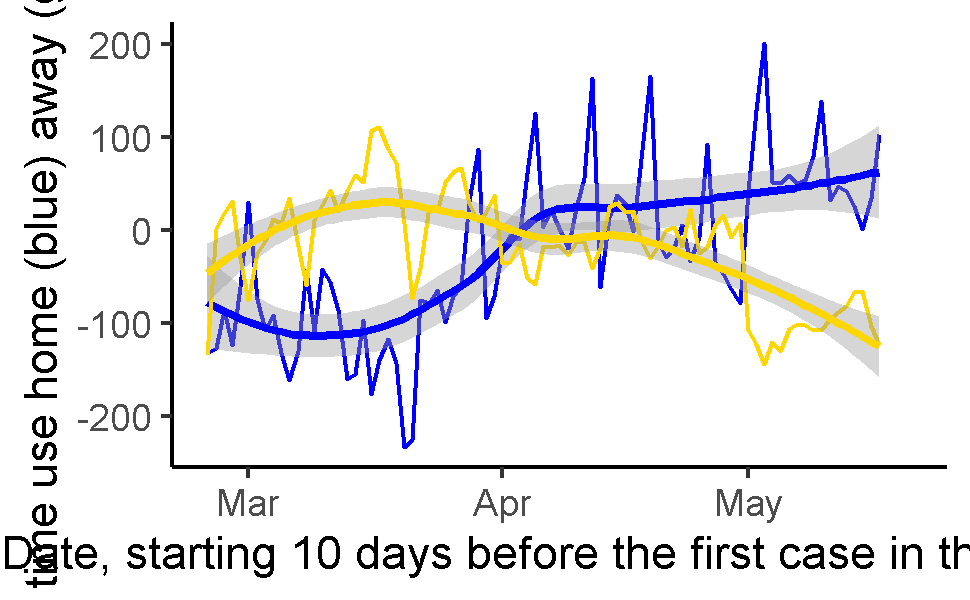 time use home (blue) away (
200
100
0
-100
-200
Mar
Apr
May
Date, starting 10 days before the first case in th